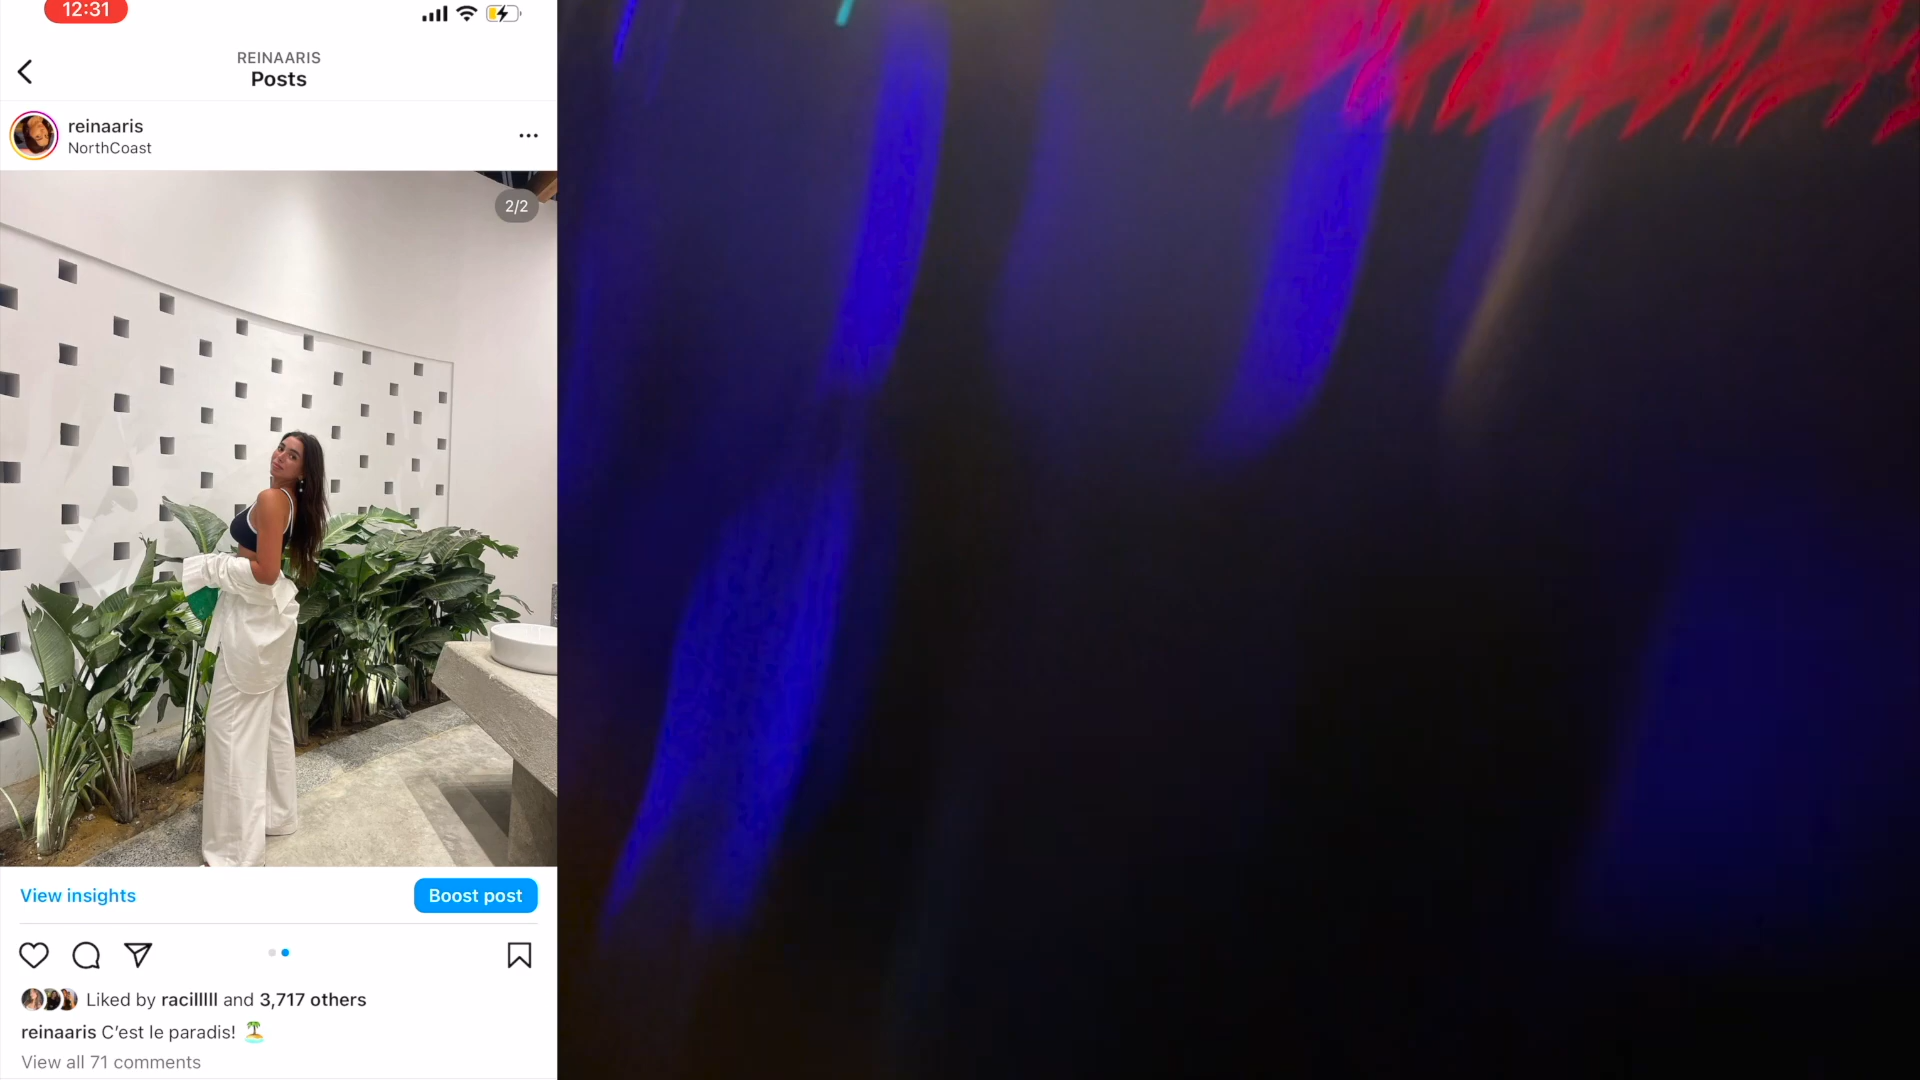 12:31
REINAARIS
Posts
reinaaris
NorthCoast
2/2
View insights
Boost post
Liked by racilllll and 3,717 others
reinaaris C’est le paradis! 🏝️
View all 71 comments